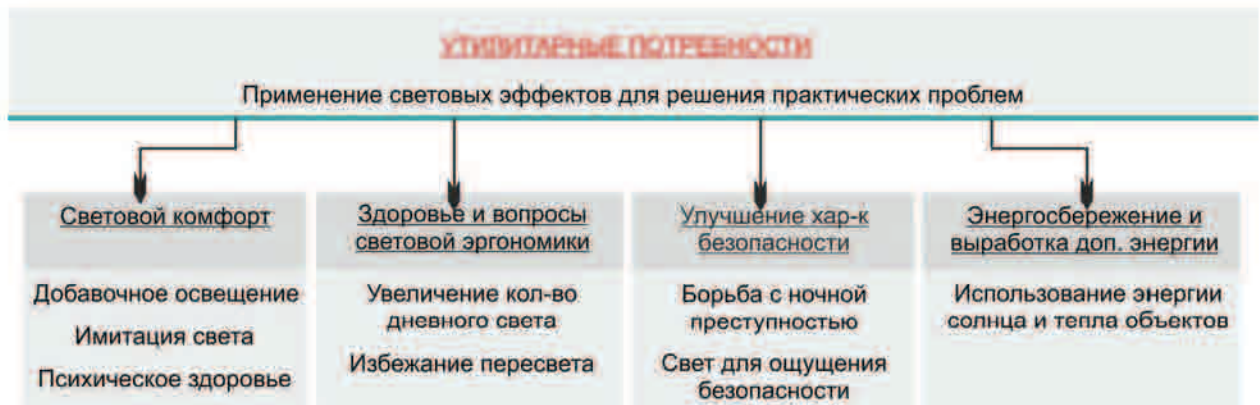 УТИЛИТАРНЫЕ ПОТРЕБНОСТИ
Применение световых эффектов для решения практических проблем
Световой комфорт
Добавочное освещение
Имитация света
Психическое здоровье
Здоровье и вопросы
световой эргономики
Увеличение кол-во
дневного света
Избежание пересвета
Улучшение хар-к
безопасности
Борьба с ночной
преступностью
Свет для ощущения
безопасности
Энергосбережение и
выработка доп. энергии
Использование энергии
солнца и тепла объектов